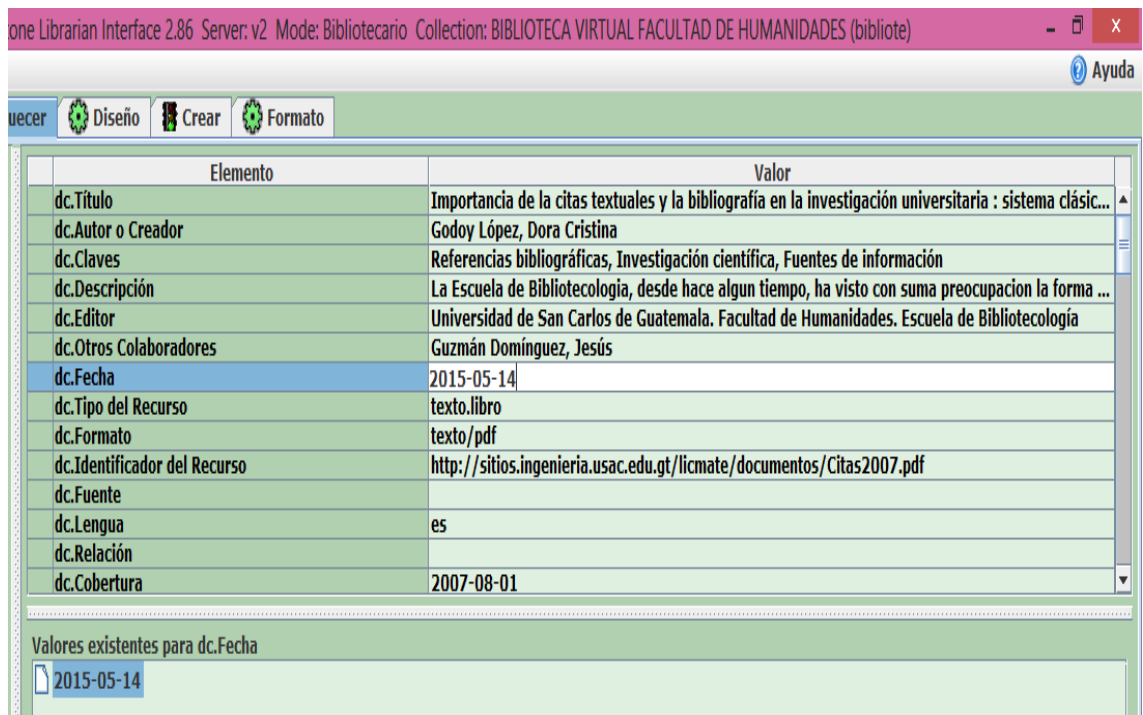 one Librarian Interface 2.86 Server: v2 Mode: Bibliotecario Collection: BIBLIOTECA VIRTUAL FACULTAD DE HUMANIDADES (bibliote)
Ayuda
uecer Diseño Crear Formato
Elemento Valor
dc.Título Importancia de la citas textuales y la bibliografía en la investigación universitaria : sistema clásic...
dc.Autor o Creador Godoy López, Dora Cristina
dc.Claves Referencias bibliográficas, Investigación científica, Fuentes de información
dc.Descripción La Escuela de Bibliotecologia, desde hace algun tiempo, ha visto con suma preocupacion la forma ...
dc.Editor Universidad de San Carlos de Guatemala. Facultad de Humanidades. Escuela de Bibliotecología
dc.Otros Colaboradores Guzmán Domínguez, Jesús
dc.Fecha 2015-05-14
dc.Tipo del Recurso texto.libro
dc.Formato texto/pdf
dc.Identificador del Recurso http://sitios.ingenieria.usac.edu.gt/licmate/documentos/Citas2007.pdf
dc.Fuente
dc.Lengua es
dc.Relación
dc.Cobertura 2007-08-01
Valores existentes para dc.Fecha
2015-05-14